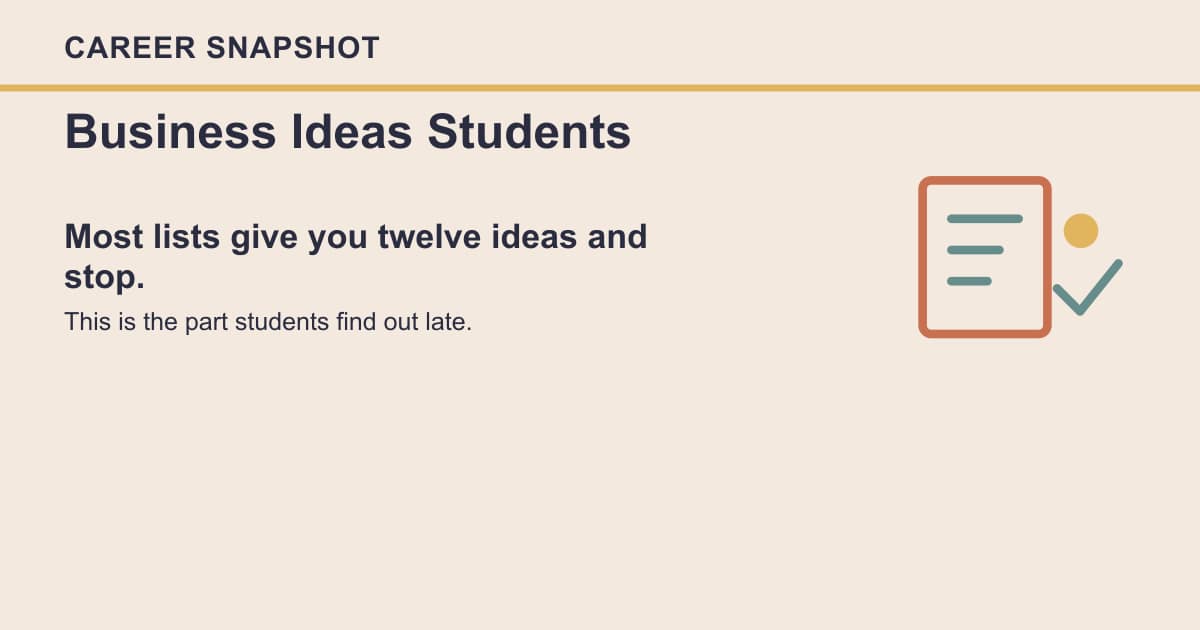 CAREER SNAPSHOT
Business Ideas Students
Most lists give you twelve ideas and
stop.
This is the part students find out late.